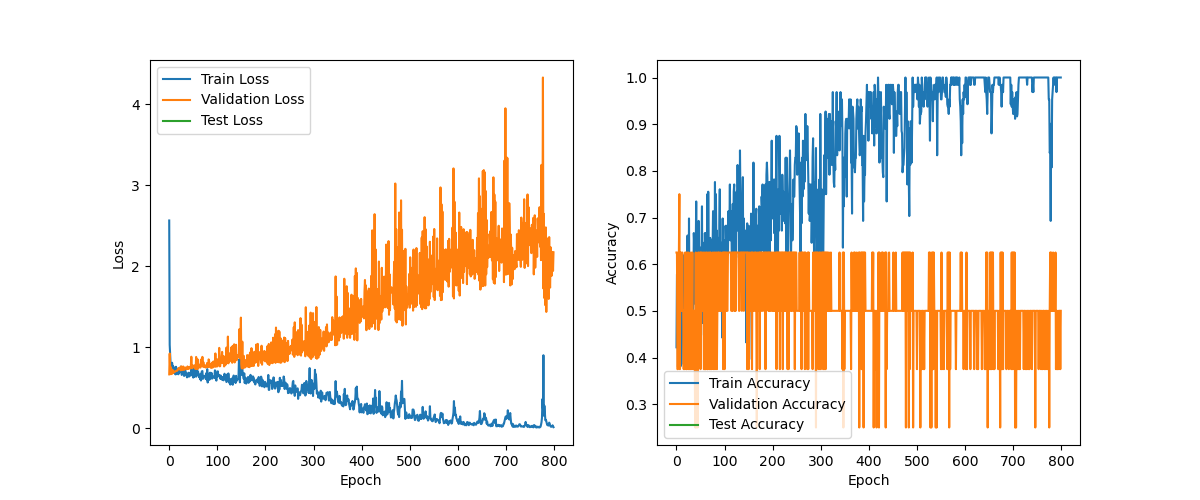 Train Loss
Validation Loss
Test Loss
4
3
2
1
0
Loss
0 100 200 300 400 500 600 700 800
Epoch
1.0
0.9
0.8
0.7
0.6
0.5
0.4
0.3
Accuracy
Train Accuracy
Validation Accuracy
Test Accuracy
0 100 200 300 400 500 600 700 800
Epoch